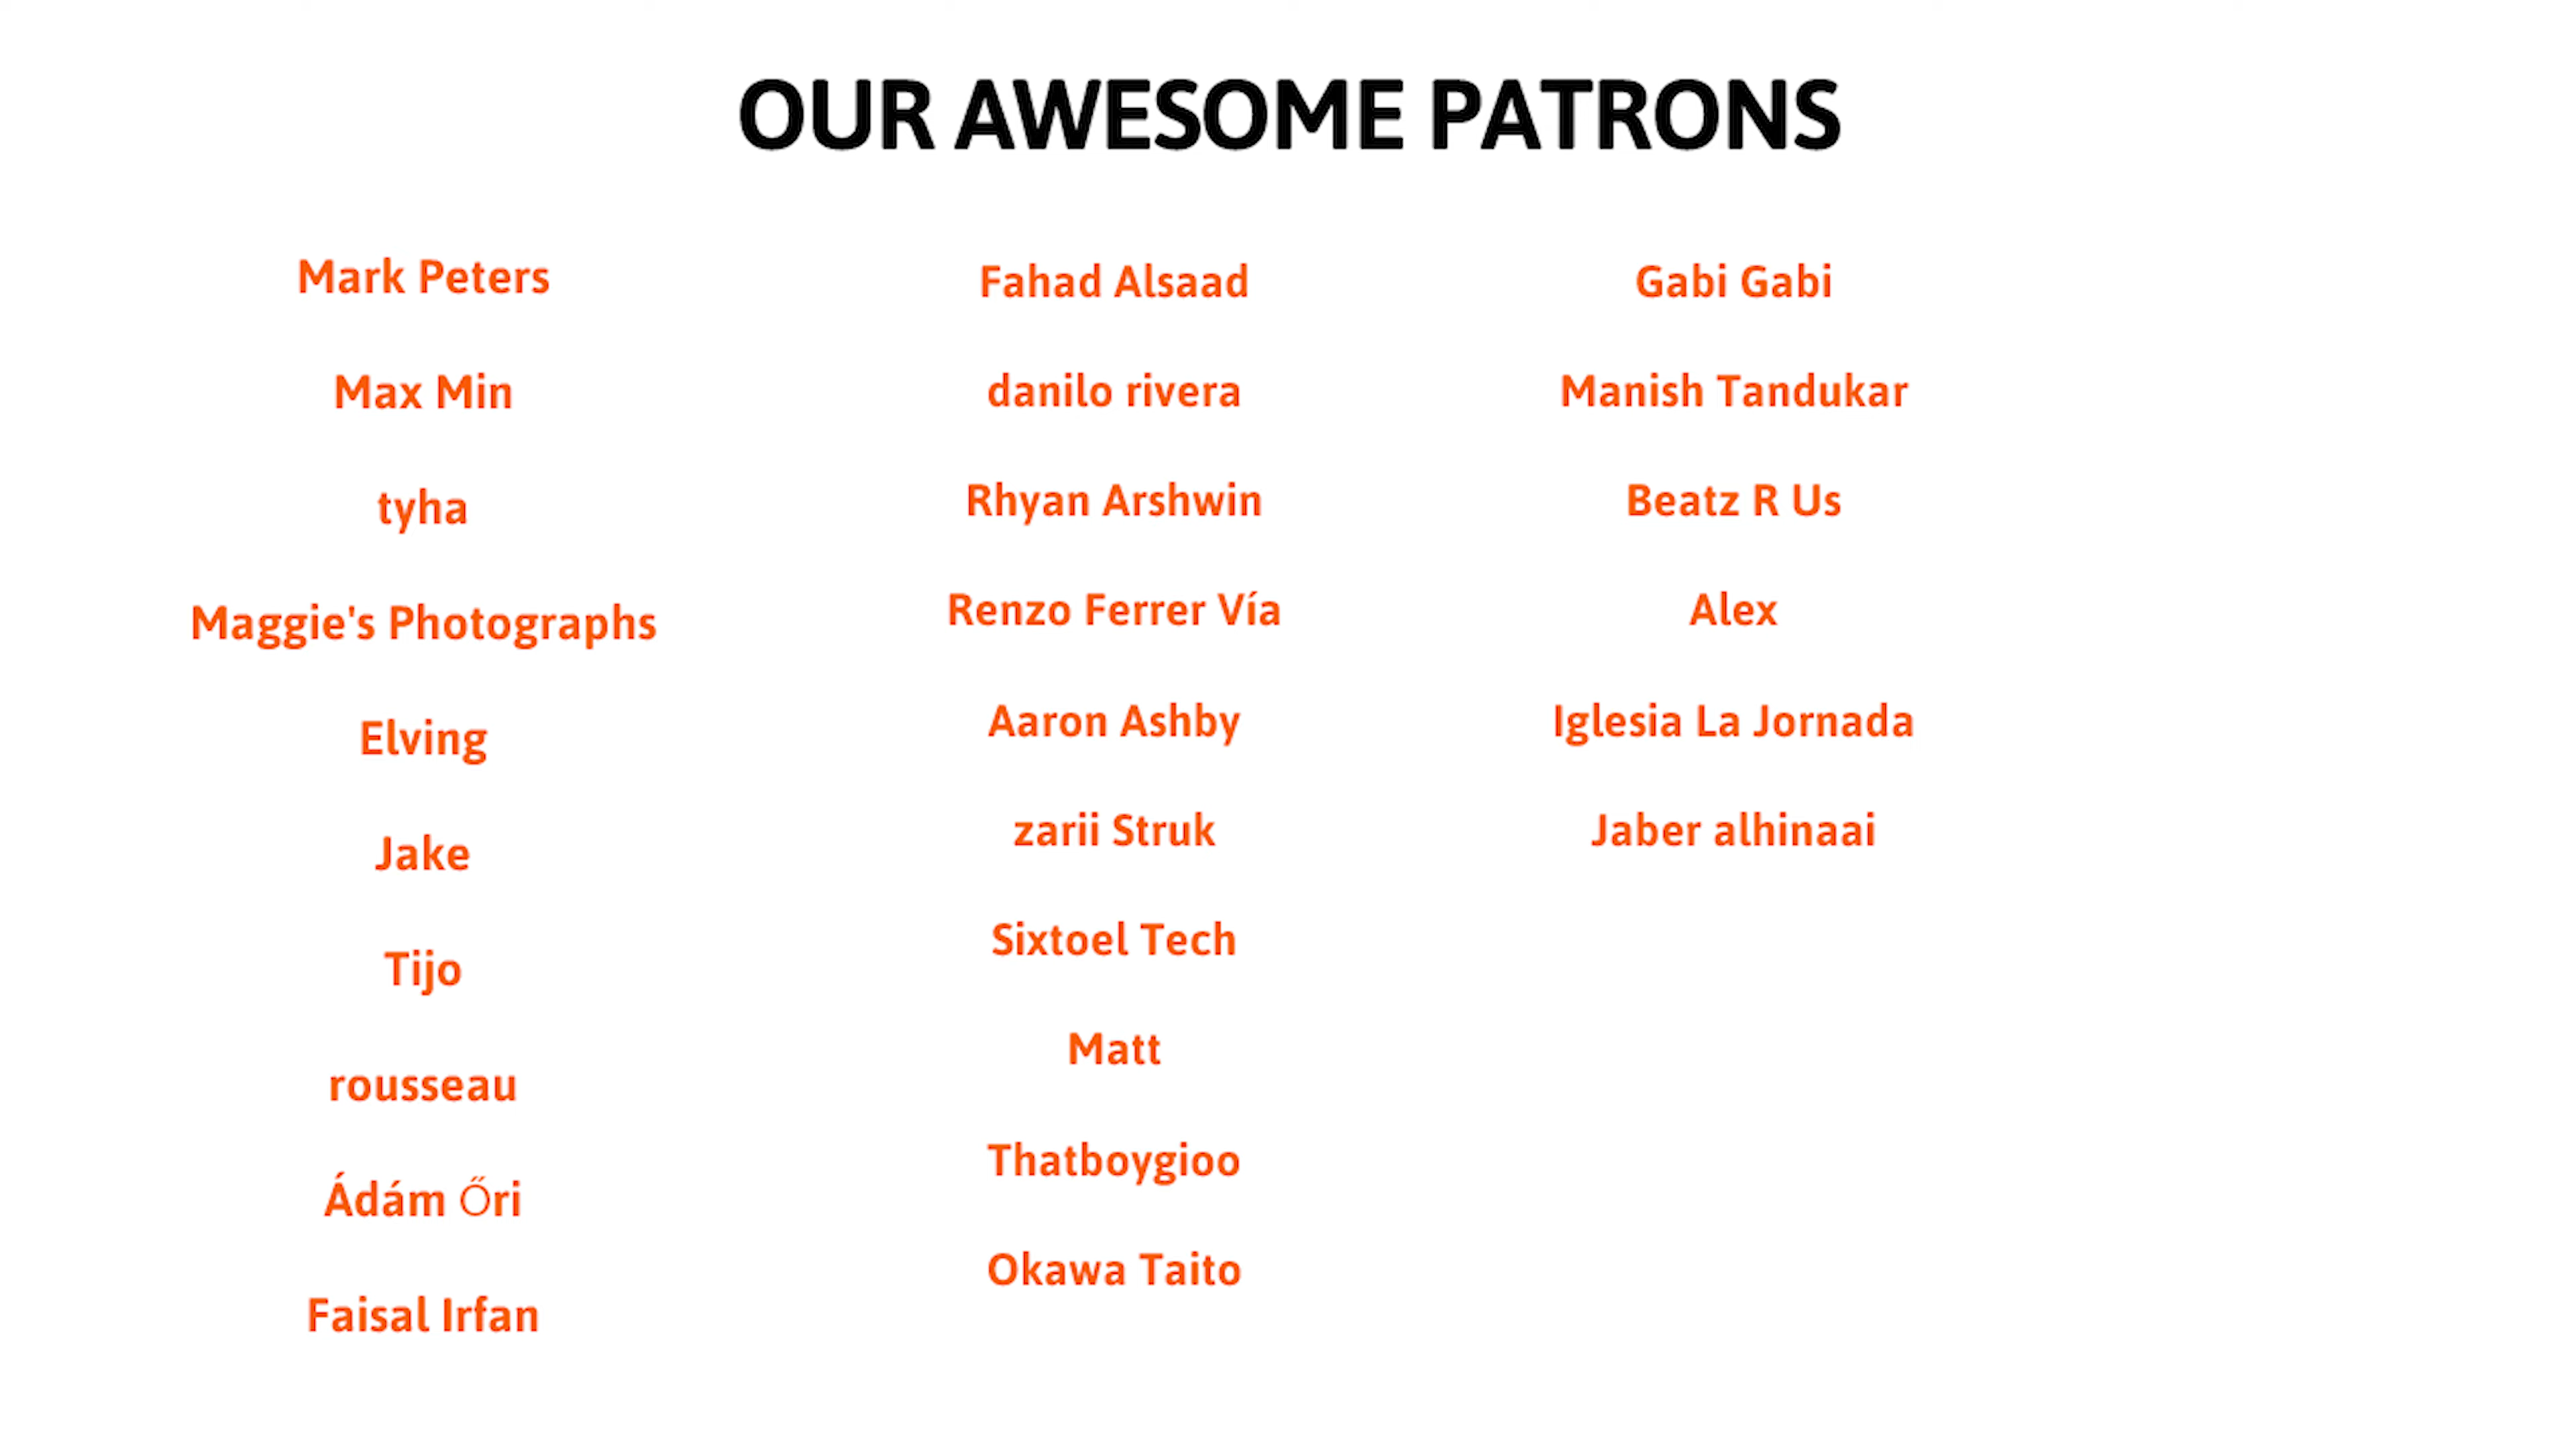 OUR AWESOME PATRONS
Mark Peters
Max Min
tyha
Maggie's Photographs
Elving
Jake
Tijo
rousseau
Ádám Őri
Faisal Irfan
Fahad Alsaad
danilo rivera
Rhyan Arshwin
Renzo Ferrer Vía
Aaron Ashby
zarii Struk
Sixtoel Tech
Matt
Thatboygioo
Okawa Taito
Gabi Gabi
Manish Tandukar
Beatz R Us
Alex
Iglesia La Jornada
Jaber alhinaai